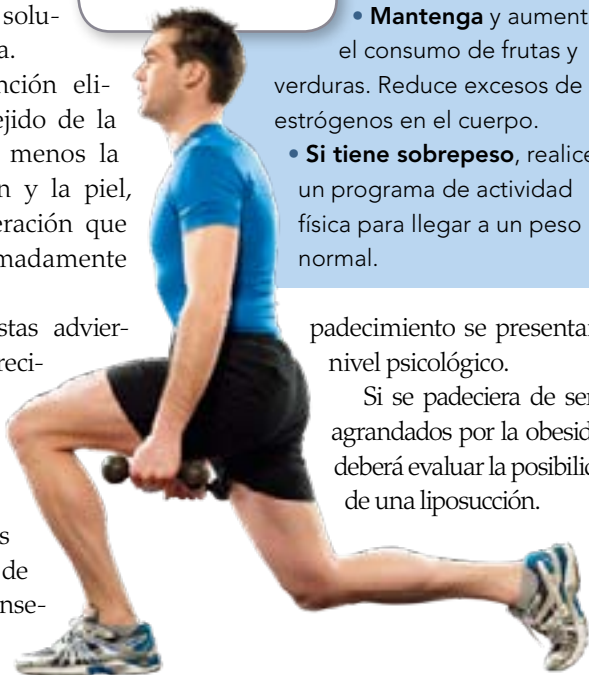 solu-
a.
nción eli-
ejido de la
menos la
n y la piel,
eración que
madamente
stas advier-
reci-
s
de
nse-
• Mantenga y aument
el consumo de frutas y
verduras. Reduce excesos de
estrógenos en el cuerpo.
• Si tiene sobrepeso, realice
un programa de actividad
física para llegar a un peso
normal.
padecimiento se presentar
nivel psicológico.
Si se padeciera de sen
agrandados por la obesid
deberá evaluar la posibilid
de una liposucción.